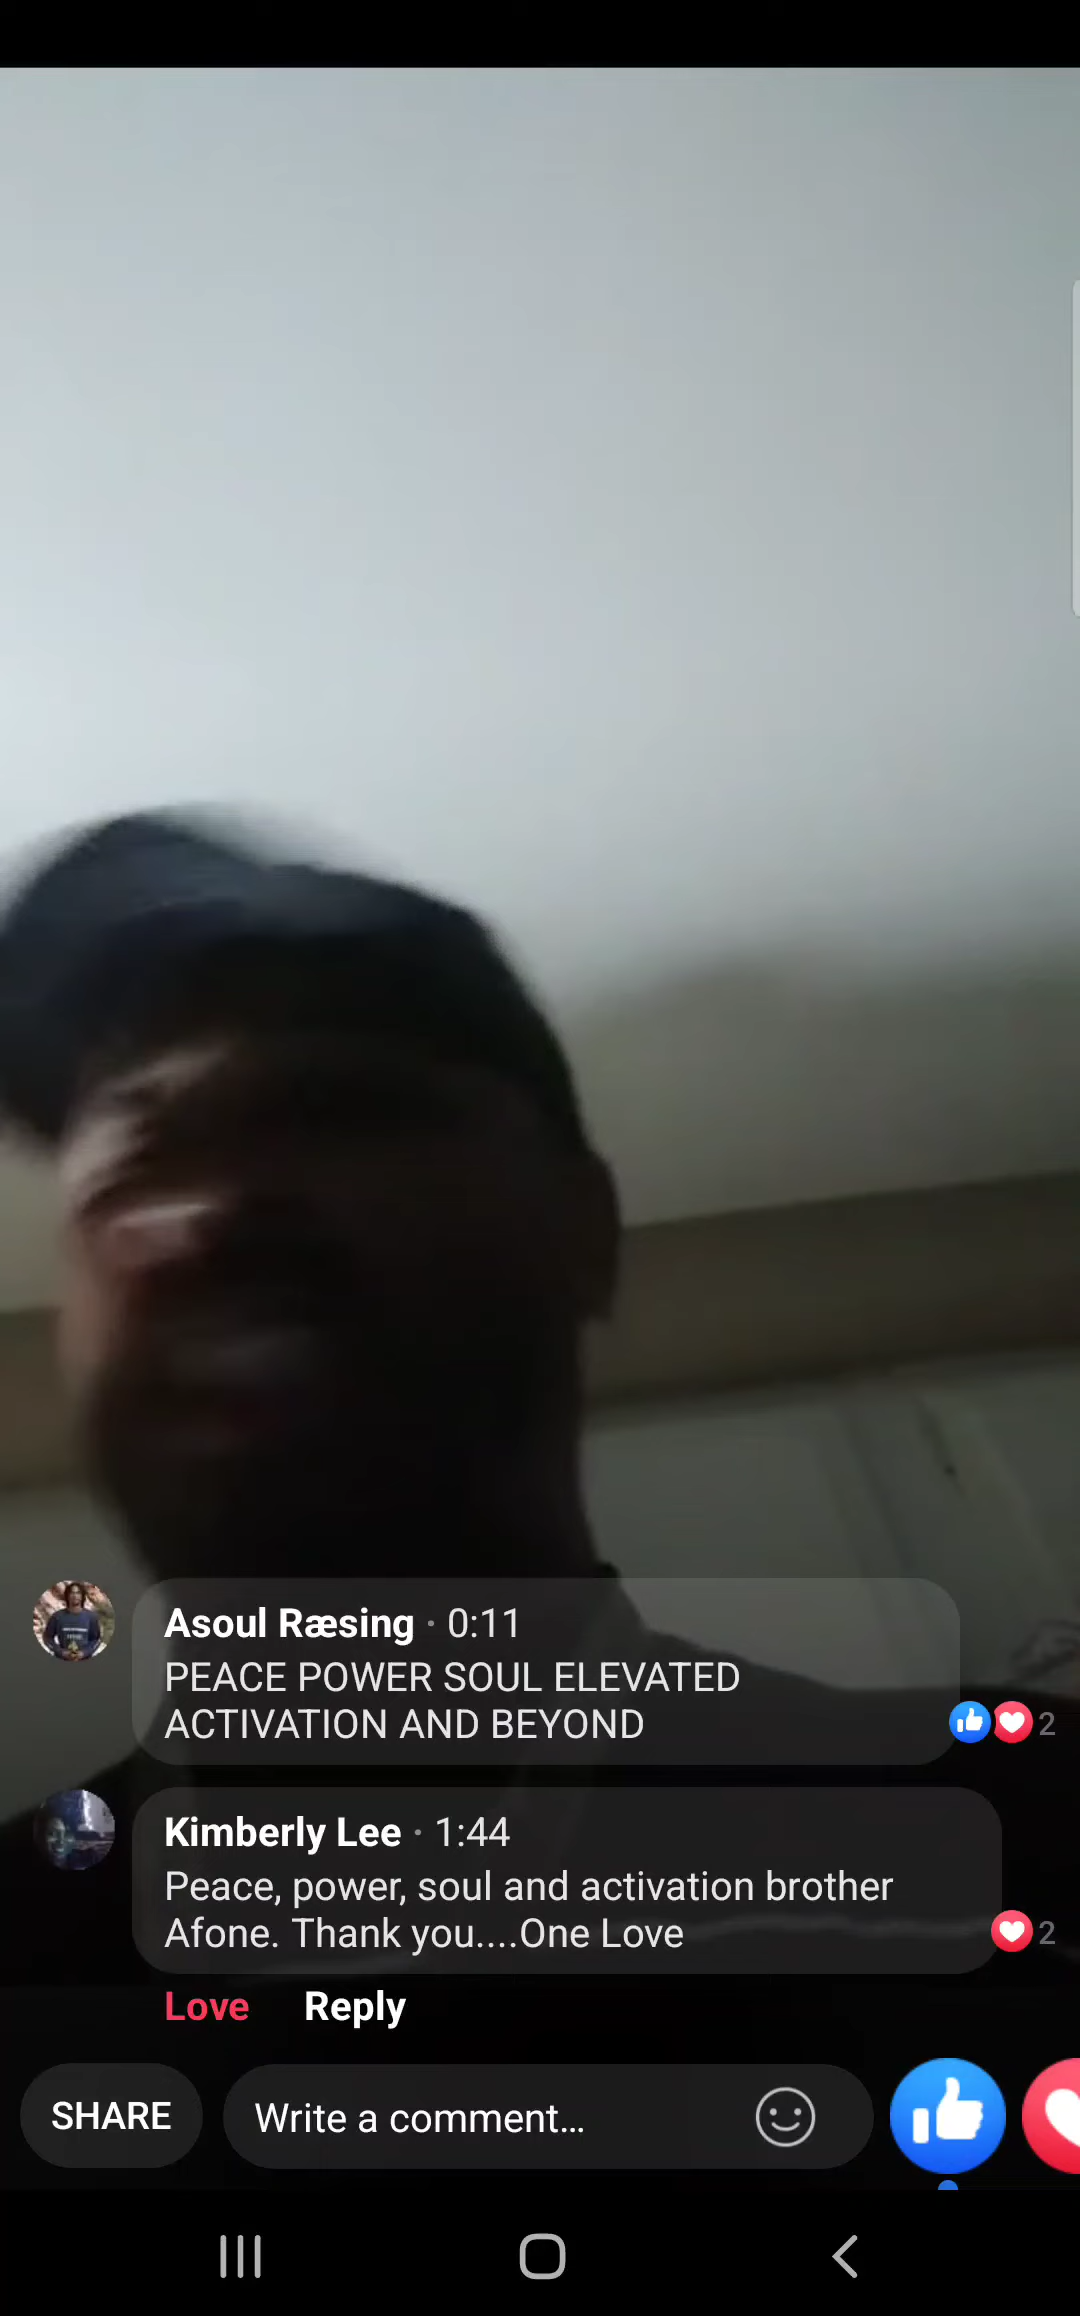 Asoul Ræsing · 0:11
PEACE POWER SOUL ELEVATED
ACTIVATION AND BEYOND
2
Kimberly Lee · 1:44
Peace, power, soul and activation brother
Afone. Thank you....One Love
2
Love Reply
SHARE Write a comment...